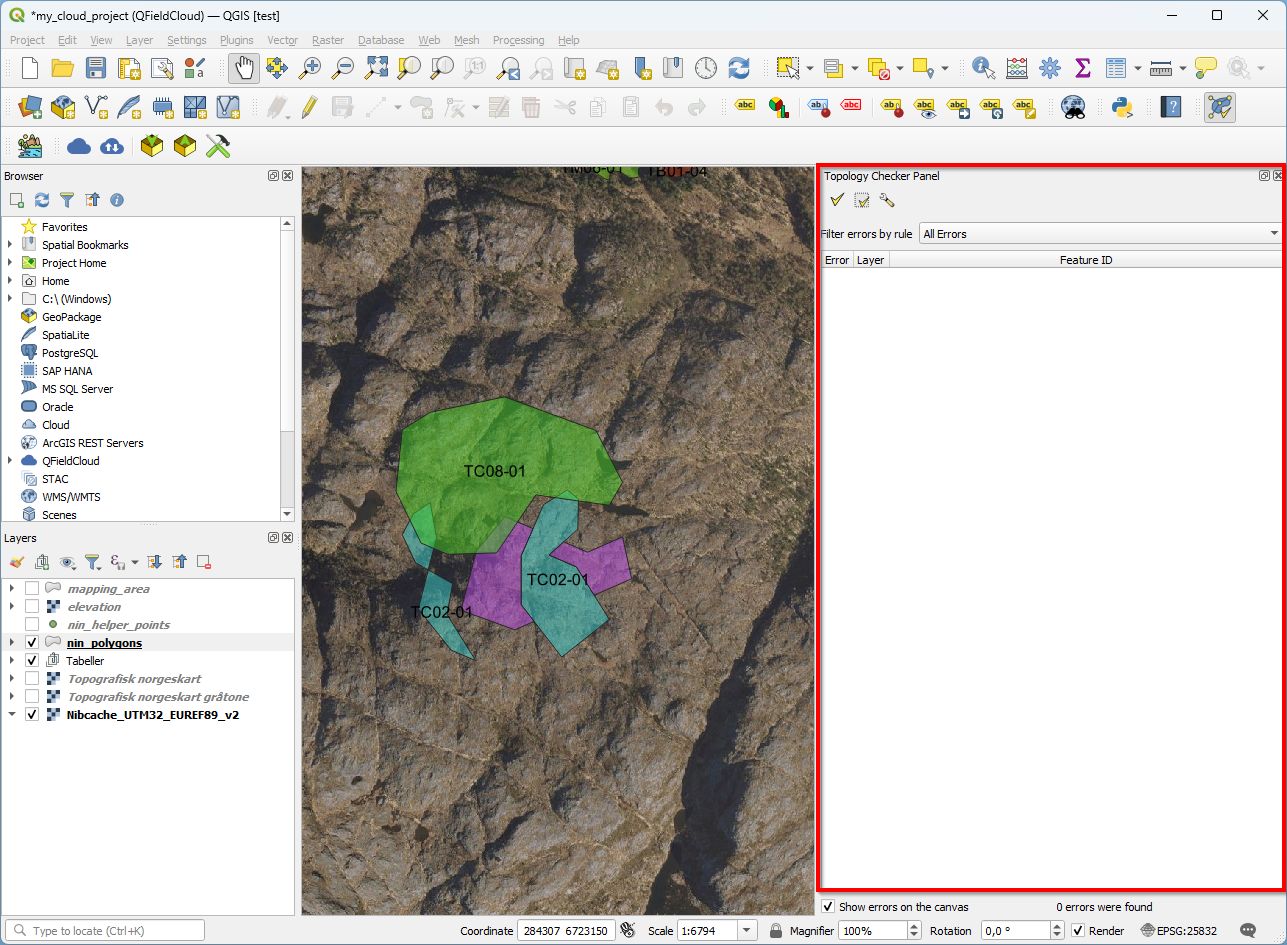 *my_cloud_project (QFieldCloud) — QGIS [test]
Project Edit View Layer Settings Plugins Vector Raster Database Web Mesh Processing Help
Browser
Favorites
Spatial Bookmarks
Project Home
Home
C:\ (Windows)
GeoPackage
SpatiaLite
PostgreSQL
SAP HANA
MS SQL Server
Oracle
Cloud
ArcGIS REST Servers
QFieldCloud
STAC
WMS/WMTS
Scenes
Layers
mapping_area
elevation
nin_helper_points
nin_polygons
Tabeller
Topografisk norgeskart
Topografisk norgeskart gråtone
Nibcache_UTM32_EUREF89_v2
TB01-04
TC08-01
TC02-01
TC02-01
Topology Checker Panel
Filter errors by rule All Errors
Error Layer Feature ID
Show errors on the canvas 0 errors were found
Type to locate (Ctrl+K) Coordinate 284307 6723150 Scale 1:6794 Magnifier 100% Rotation 0,0 ° Render EPSG:25832